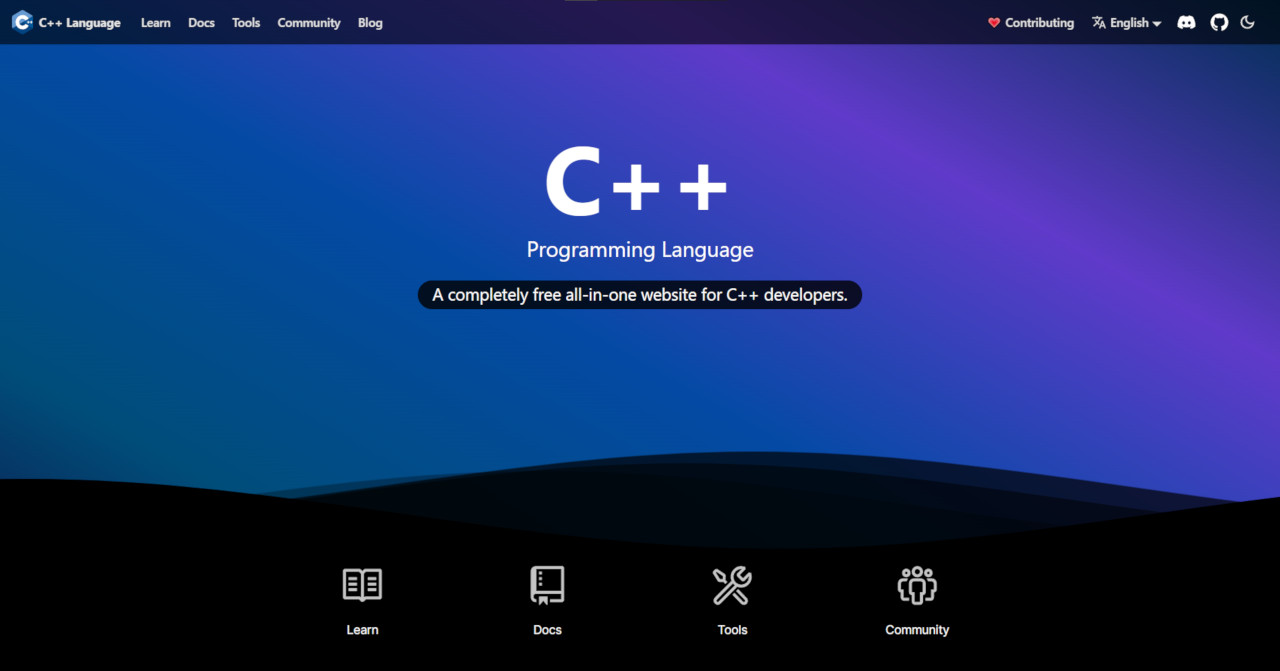 C++ Language Learn Docs Tools Community Blog Contributing English
C++
Programming Language
A completely free all-in-one website for C++ developers.
Learn Docs Tools Community